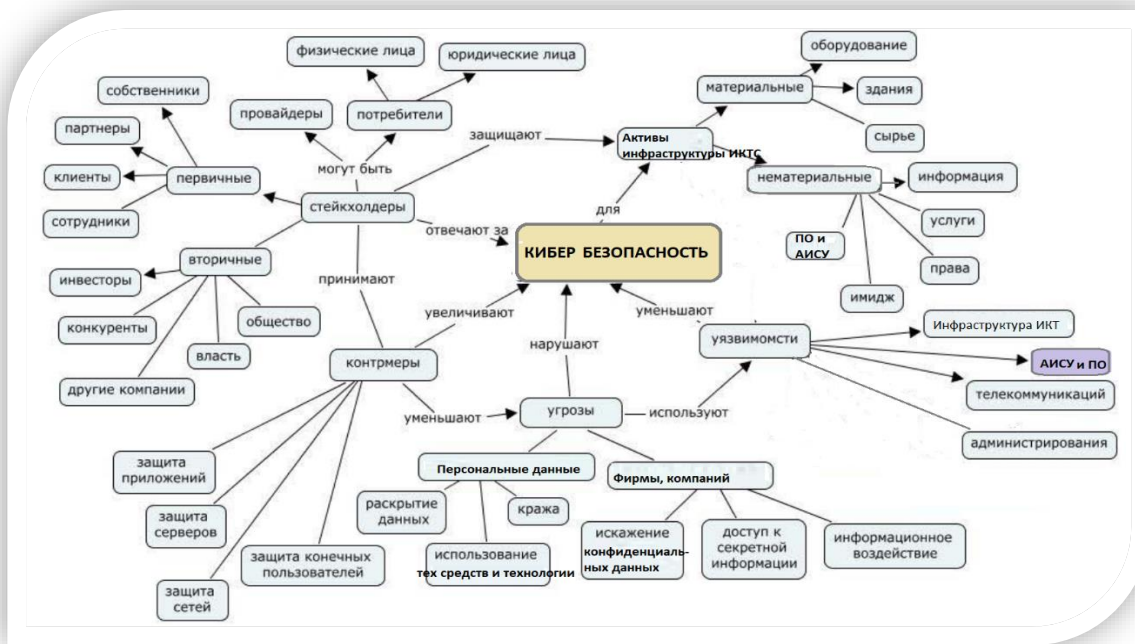 физические лица
юридические лица
оборудование
собственники
провайдеры
потребители
материальные
здания
партнеры
защищают
Активы
инфраструктуры ИКТС
сырье
могут быть
клиенты
первичные
нематериальные
информация
стейкхолдеры
для
сотрудники
отвечают за
услуги
КИБЕР БЕЗОПАСНОСТЬ
ПО и
АИСУ
права
вторичные
инвесторы
принимают
имидж
увеличивают
уменьшают
конкуренты
общество
Инфраструктура ИКТ
нарушают
уязвимомсти
власть
контрмеры
АИСУ и ПО
другие компании
телекоммуникаций
уменьшают
угрозы
используют
администрирования
защита
приложений
Персональные данные
Фирмы, компаний
раскрытие
данных
кража
защита
серверов
искажение
конфиденциаль-
ных данных
доступ к
секретной
информации
информационное
воздействие
защита конечных
пользователей
использование
тех средств и технологии
защита
сетей